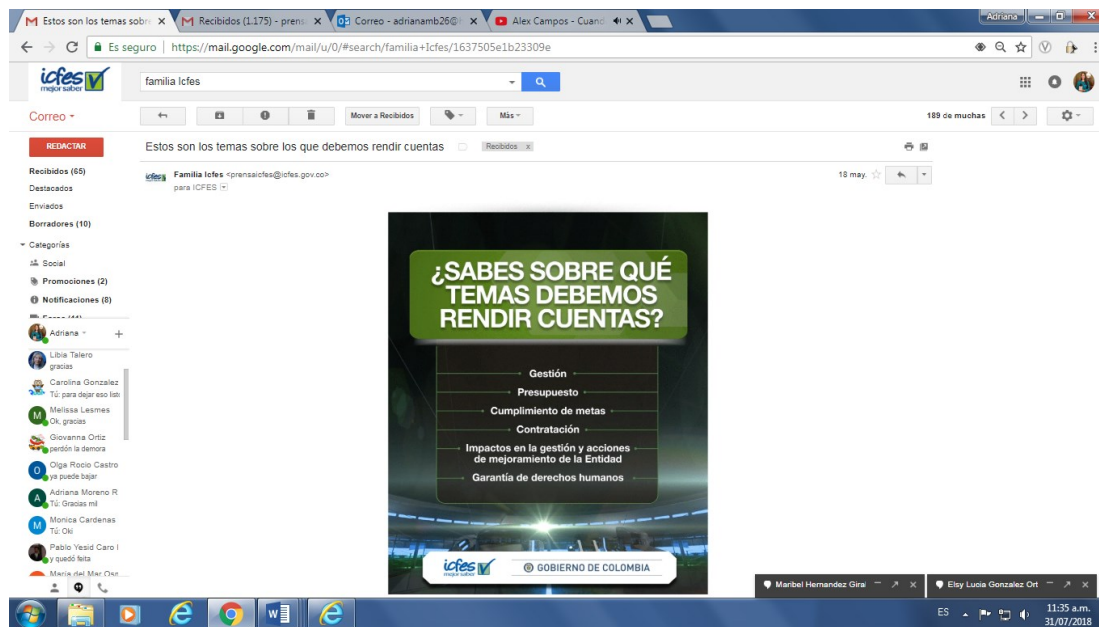 Estos son los temas sobre
Recibidos (1.175) - prens
Correo - adrianamb26@
Alex Campos - Cuand
Adriana
Es seguro
https://mail.google.com/mail/u/0/#search/familia+Icfes/1637505e1b23309e
icfes
mejor saber
familia Icfes
Correo
Mover a Recibidos
Más
189 de muchas
REDACTAR
Estos son los temas sobre los que debemos rendir cuentas
Recibidos x
Recibidos (65)
Destacados
Enviados
Borradores (10)
Categorías
Social
Promociones (2)
Notificaciones (8)
icfes
Familia Icfes <prensaicfes@icfes.gov.co>
para ICFES
18 may.
¿SABES SOBRE QUÉ
TEMAS DEBEMOS
RENDIR CUENTAS?
Gestión
Presupuesto
Cumplimiento de metas
Contratación
Impactos en la gestión y acciones
de mejoramiento de la Entidad
Garantía de derechos humanos
icfes
mejor saber
GOBIERNO DE COLOMBIA
Adriana
Libia Talero
gracias
Carolina Gonzalez
Tú: para dejar eso listo
Melissa Lesmes
Ok, gracias
Giovanna Ortiz
perdón la demora
Olga Rocio Castro
ya puede bajar
Adriana Moreno R
Tú: Gracias mil
Monica Cardenas
Tú: Oki
Pablo Yesid Caro
y quedó feita
Maria del Mar
Maribel Hernandez Giral
Elsy Lucia Gonzalez Ort
ES
11:35 a.m.
31/07/2018